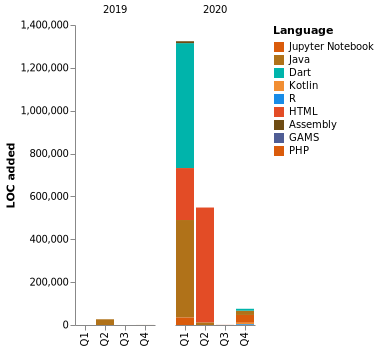 2019
2020
Language
Jupyter Notebook
Java
Dart
Kotlin
R
HTML
Assembly
GAMS
PHP
LOC added
1,400,000
1,200,000
1,000,000
800,000
600,000
400,000
200,000
0
Q1
Q2
Q3
Q4
Q1
Q2
Q3
Q4